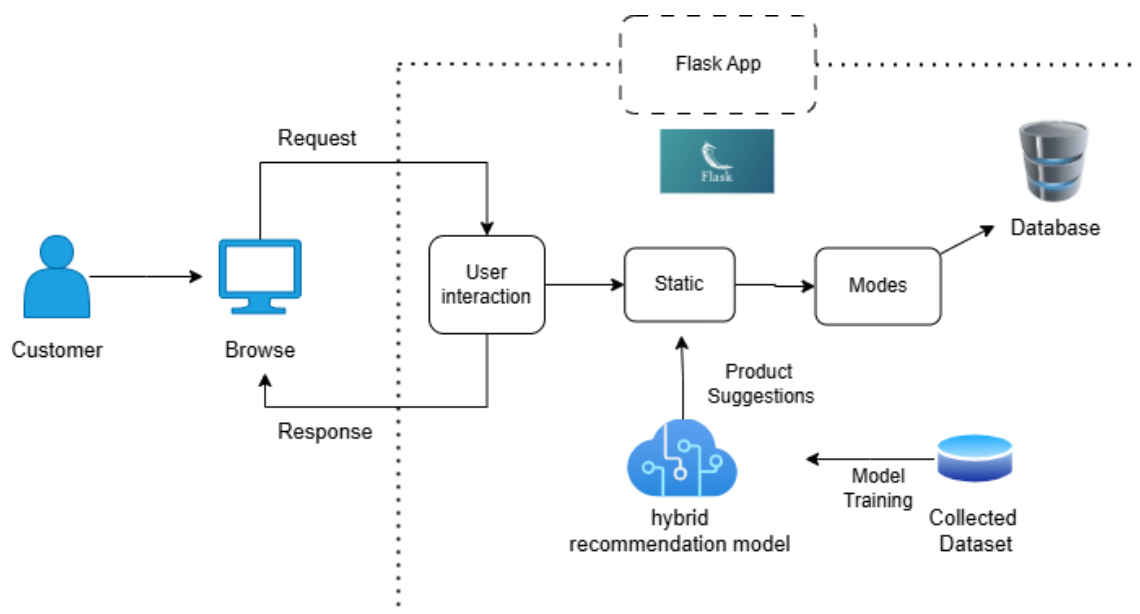 Flask App
Request
Flask
Database
User
interaction
Static
Modes
Customer
Browse
Product
Suggestions
Response
Model
Training
hybrid
recommendation model
Collected
Dataset